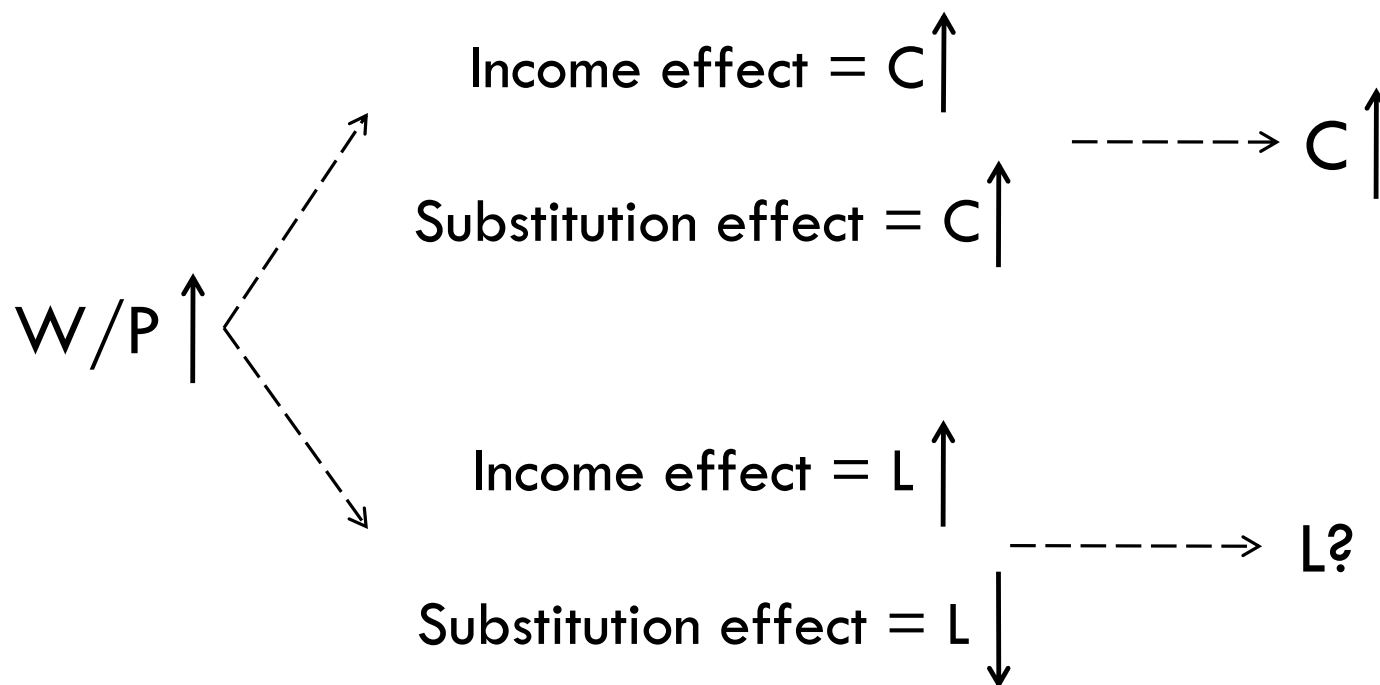 Income effect = C↑
C↑
Substitution effect = C↑
W/P ↑
Income effect = L ↑
L?
Substitution effect = L ↓